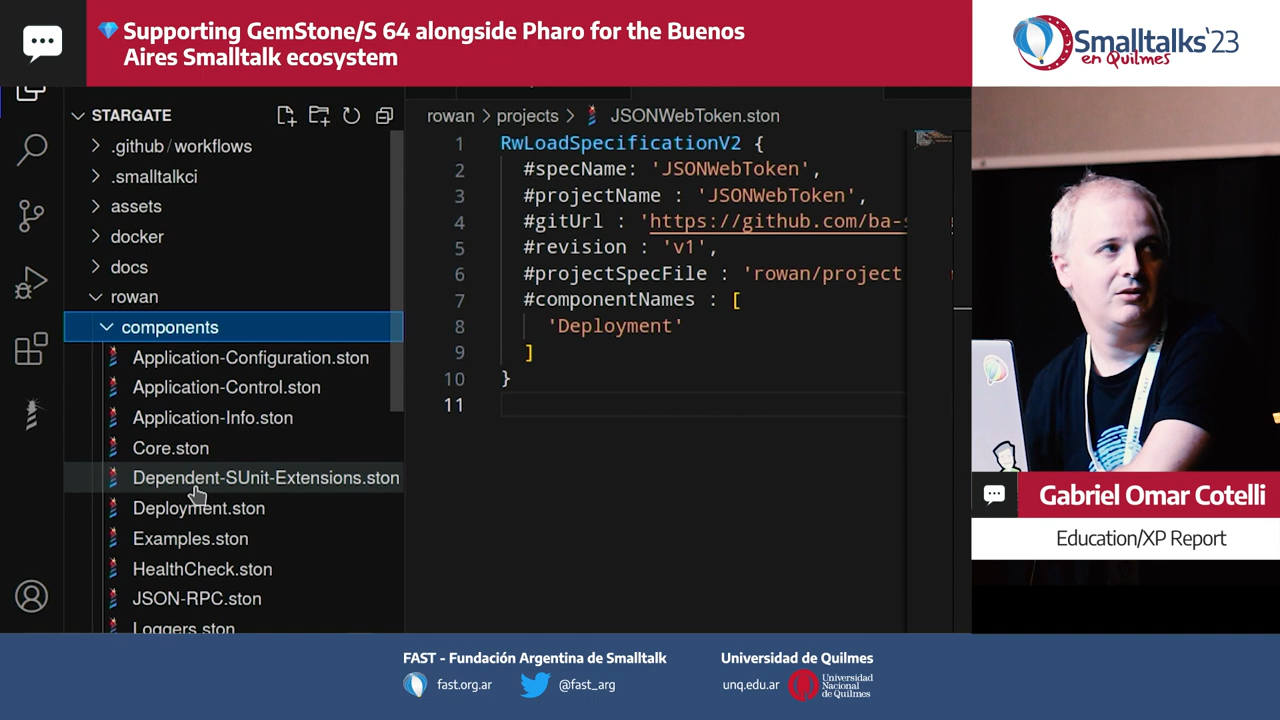 Supporting GemStone/S 64 alongside Pharo for the Buenos
Aires Smalltalk ecosystem
Smalltalks'23
en Quilmes
STARGATE
.github / workflows
.smalltalkci
assets
docker
docs
rowan
components
Application-Configuration.ston
Application-Control.ston
Application-Info.ston
Core.ston
Dependent-SUnit-Extensions.ston
Deployment.ston
Examples.ston
HealthCheck.ston
JSON-RPC.ston
Loggers.ston
rowan > projects > JSONWebToken.ston
1 RwLoadSpecificationV2 {
2 #specName: 'JSONWebToken',
3 #projectName : 'JSONWebToken',
4 #gitUrl : 'https://github.com/ba-s
5 #revision : 'v1',
6 #projectSpecFile : 'rowan/project
7 #componentNames : [
8 'Deployment'
9 ]
10 }
11
Gabriel Omar Cotelli
Education/XP Report
FAST - Fundación Argentina de Smalltalk
fast.org.ar
@fast_arg
Universidad de Quilmes
unq.edu.ar
Universidad
Nacional
de Quilmes